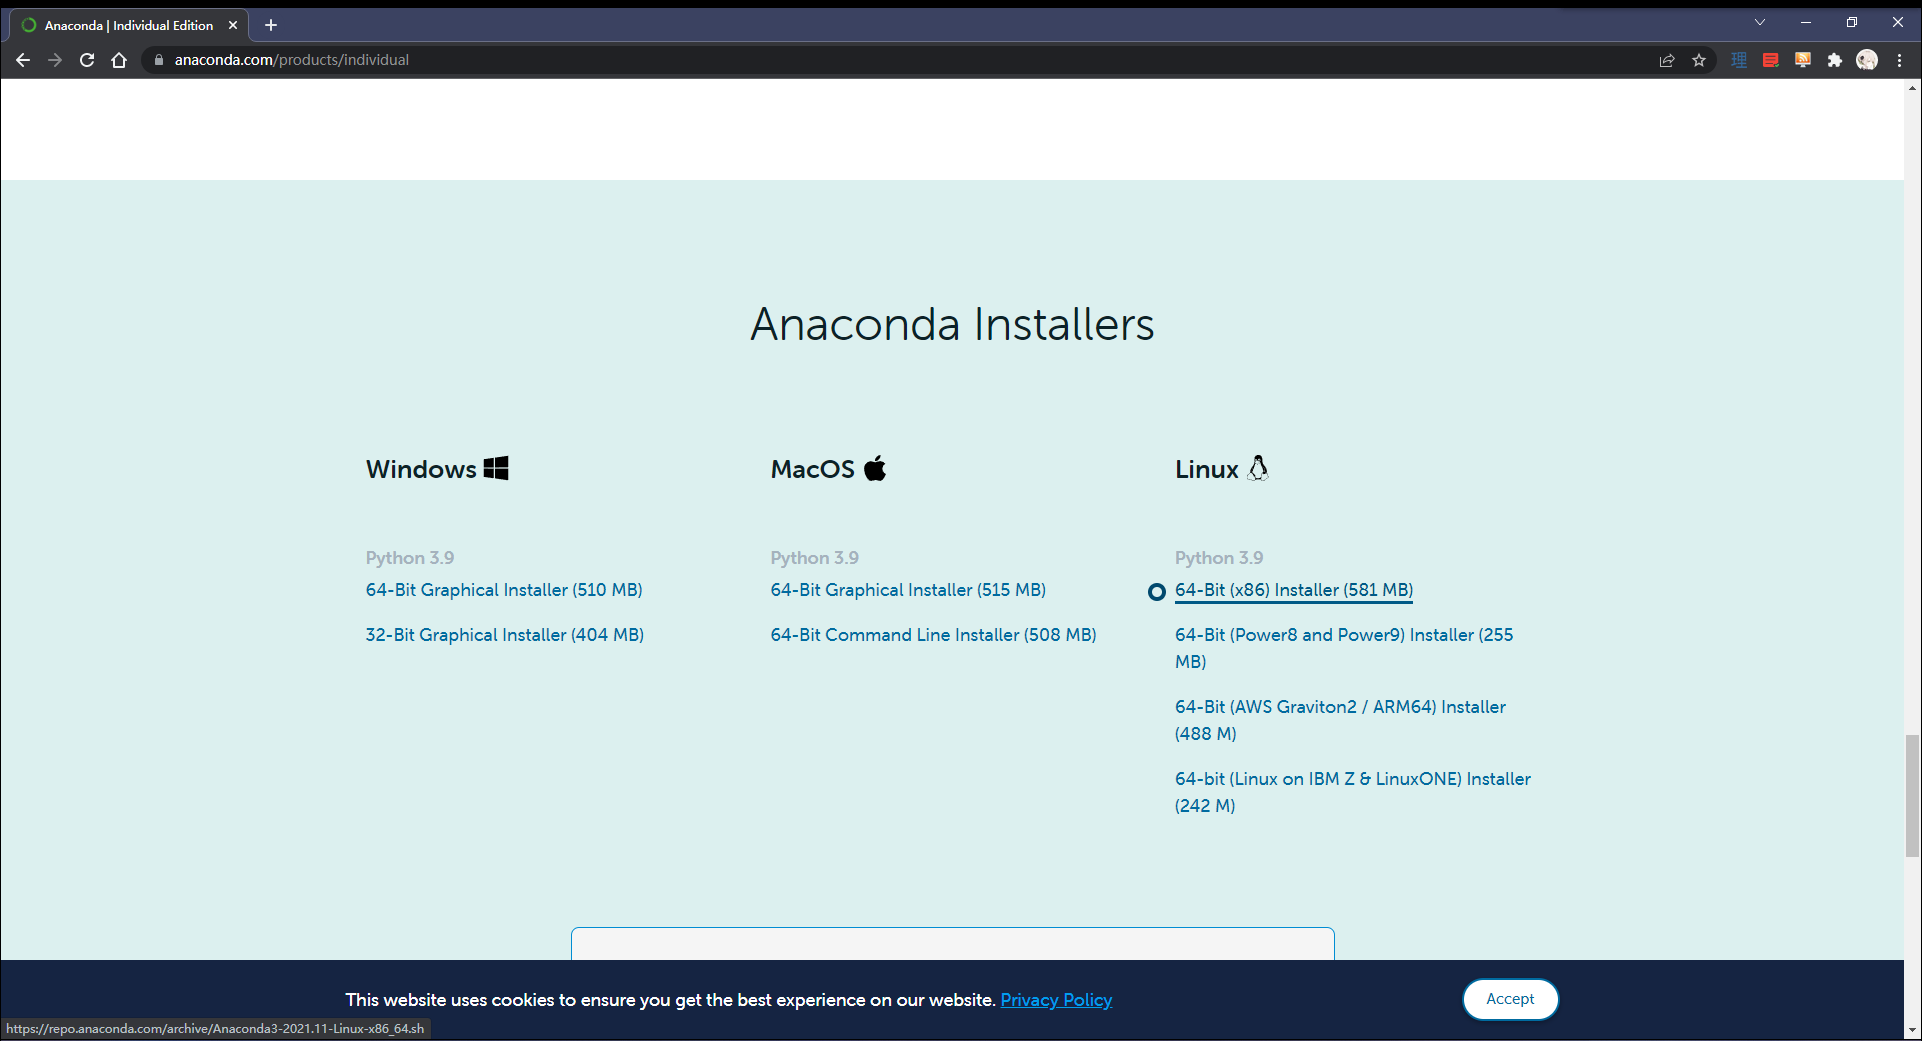 Anaconda | Individual Edition
anaconda.com/products/individual
理
Anaconda Installers
Windows
Python 3.9
64-Bit Graphical Installer (510 MB)
32-Bit Graphical Installer (404 MB)
MacOS
Python 3.9
64-Bit Graphical Installer (515 MB)
64-Bit Command Line Installer (508 MB)
Linux
Python 3.9
64-Bit (x86) Installer (581 MB)
64-Bit (Power8 and Power9) Installer (255
MB)
64-Bit (AWS Graviton2 / ARM64) Installer
(488 M)
64-bit (Linux on IBM Z & LinuxONE) Installer
(242 M)
This website uses cookies to ensure you get the best experience on our website. Privacy Policy
Accept
https://repo.anaconda.com/archive/Anaconda3-2021.11-Linux-x86_64.sh